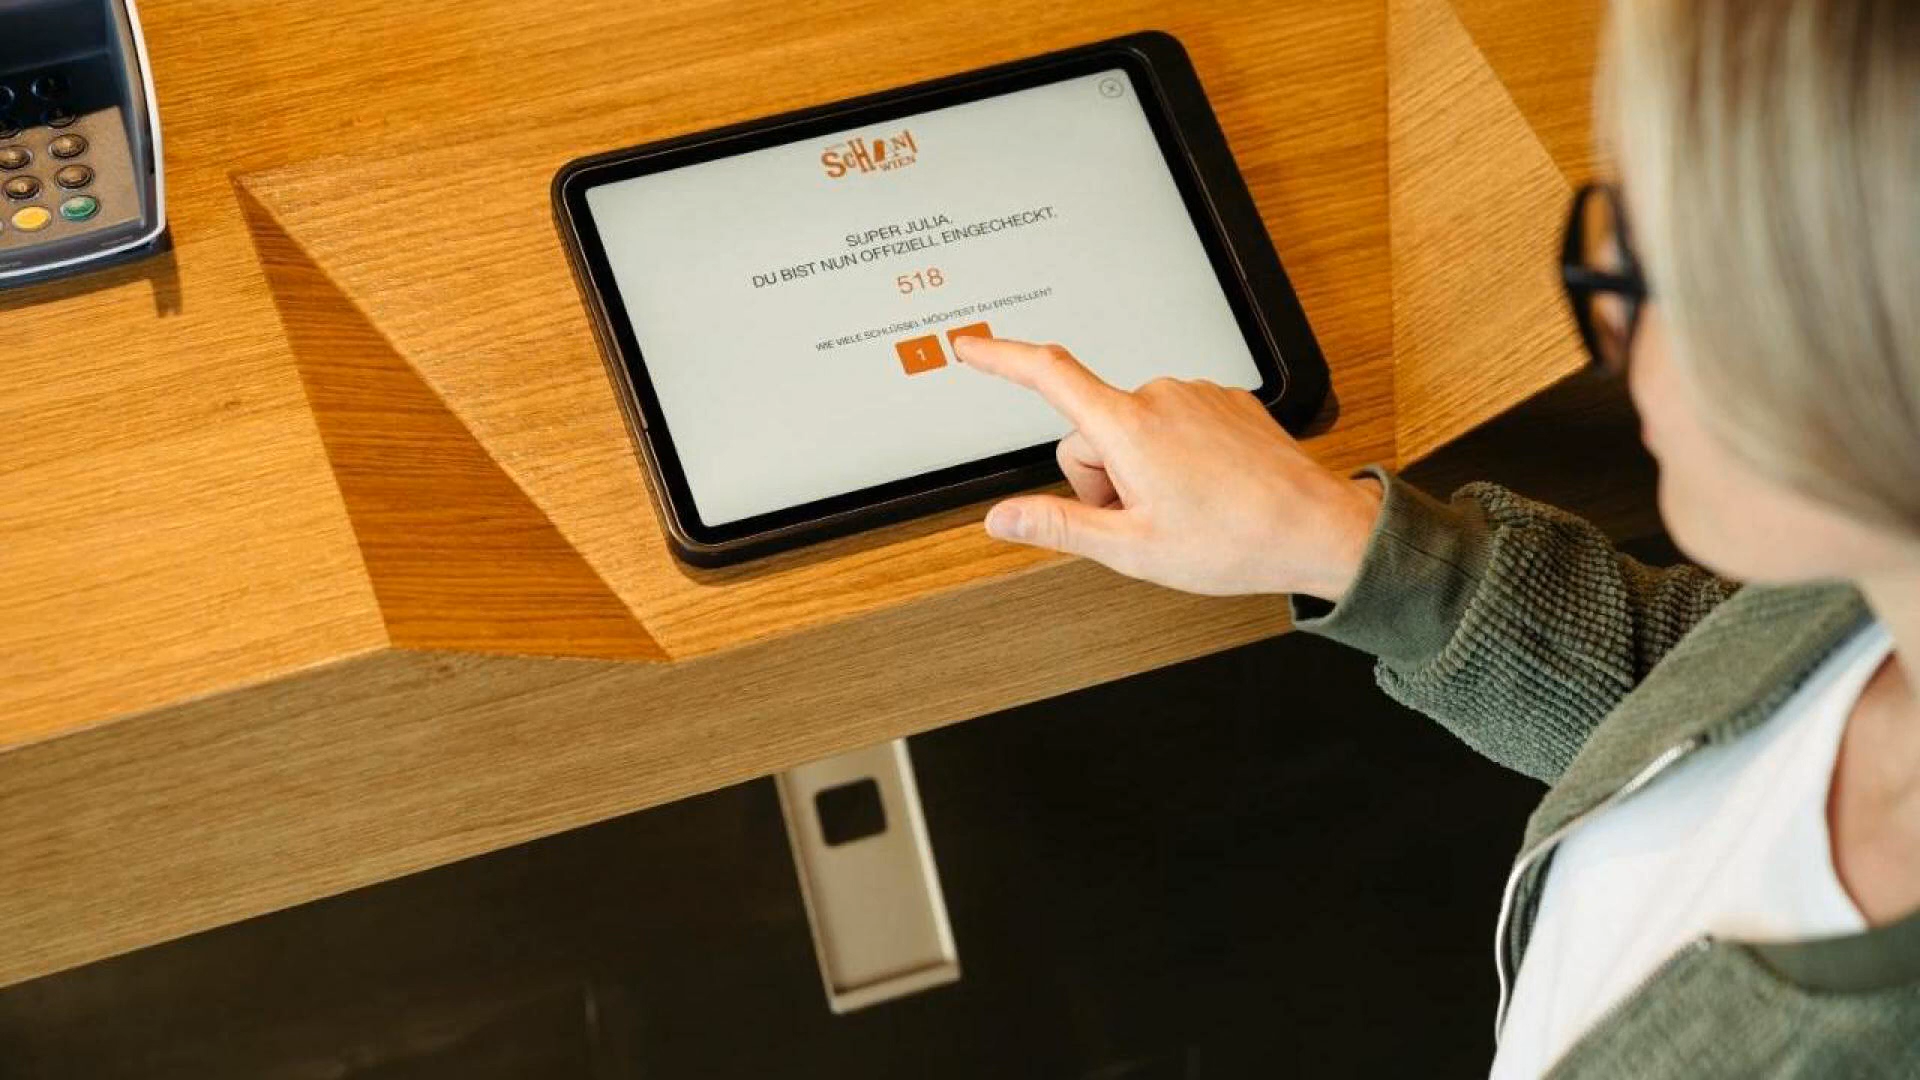 SCHANI
WIEN
SUPER JULIA.
DU BIST NUN OFFIZIELL EINGECHECKT.
518
WIE VIELE SCHLÜSSEL MÖCHTEST DU ERSTELLEN?
1